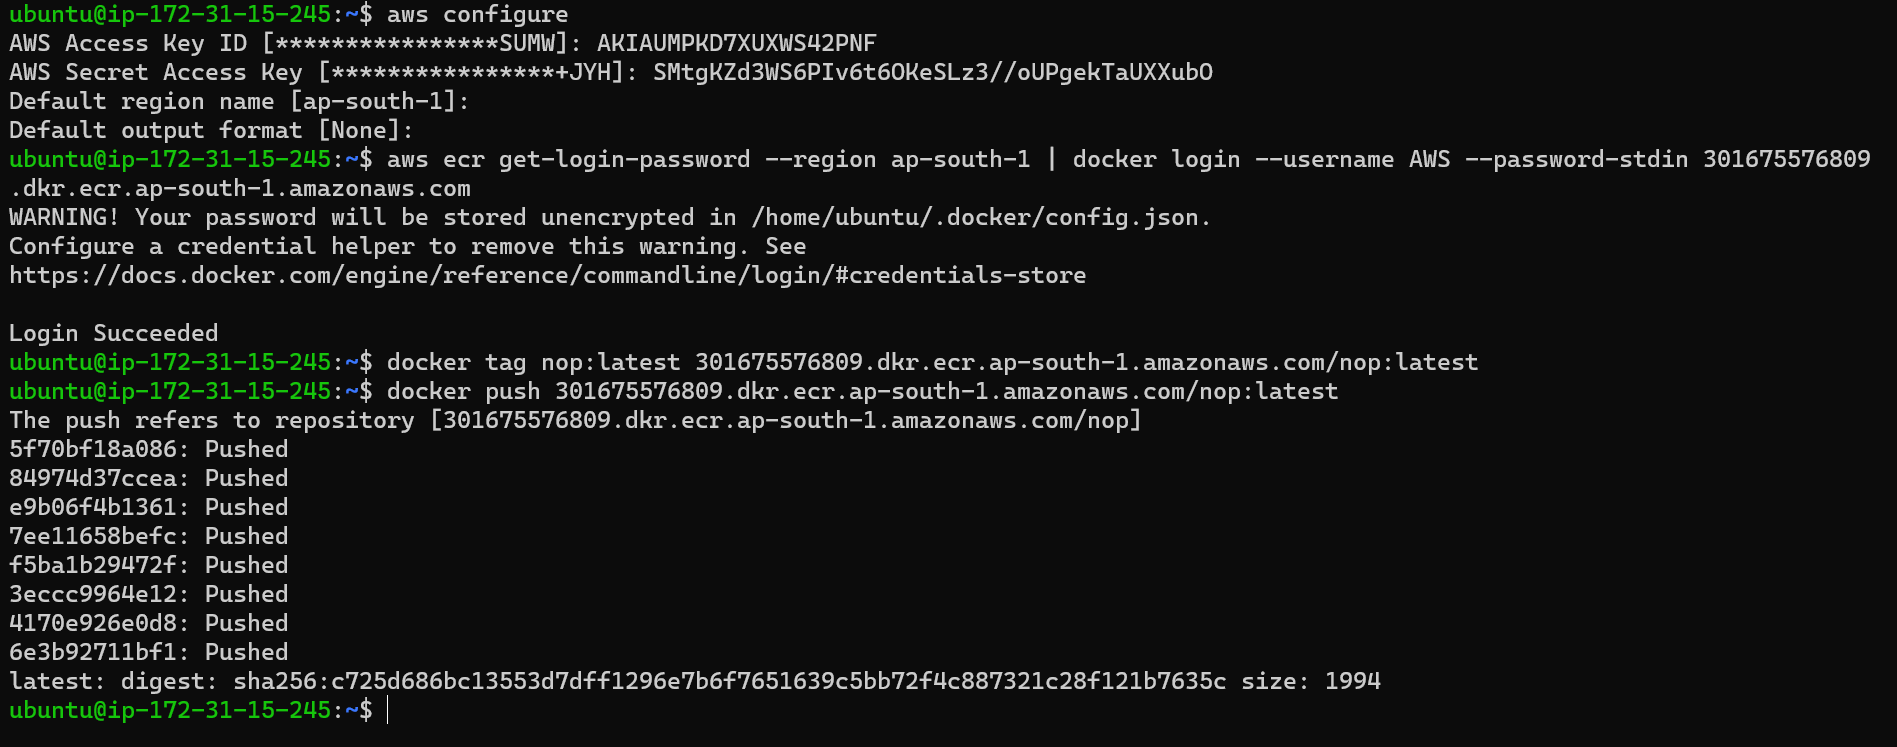 ubuntu@ip-172-31-15-245:~$ aws configure
AWS Access Key ID [****************SUMW]: AKIAUMPKD7XUXWS42PNF
AWS Secret Access Key [****************+JYH]: 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
Default region name [ap-south-1]:
Default output format [None]:
ubuntu@ip-172-31-15-245:~$ aws ecr get-login-password --region ap-south-1 | docker login --username AWS --password-stdin 301675576809
.dkr.ecr.ap-south-1.amazonaws.com
WARNING! Your password will be stored unencrypted in /home/ubuntu/.docker/config.json.
Configure a credential helper to remove this warning. See
https://docs.docker.com/engine/reference/commandline/login/#credentials-store

Login Succeeded
ubuntu@ip-172-31-15-245:~$ docker tag nop:latest 301675576809.dkr.ecr.ap-south-1.amazonaws.com/nop:latest
ubuntu@ip-172-31-15-245:~$ docker push 301675576809.dkr.ecr.ap-south-1.amazonaws.com/nop:latest
The push refers to repository [301675576809.dkr.ecr.ap-south-1.amazonaws.com/nop]
5f70bf18a086: Pushed
84974d37ccea: Pushed
e9b06f4b1361: Pushed
7ee11658befc: Pushed
f5ba1b29472f: Pushed
3eccc9964e12: Pushed
4170e926e0d8: Pushed
6e3b92711bf1: Pushed
latest: digest: sha256:c725d686bc13553d7dff1296e7b6f7651639c5bb72f4c887321c28f121b7635c size: 1994
ubuntu@ip-172-31-15-245:~$